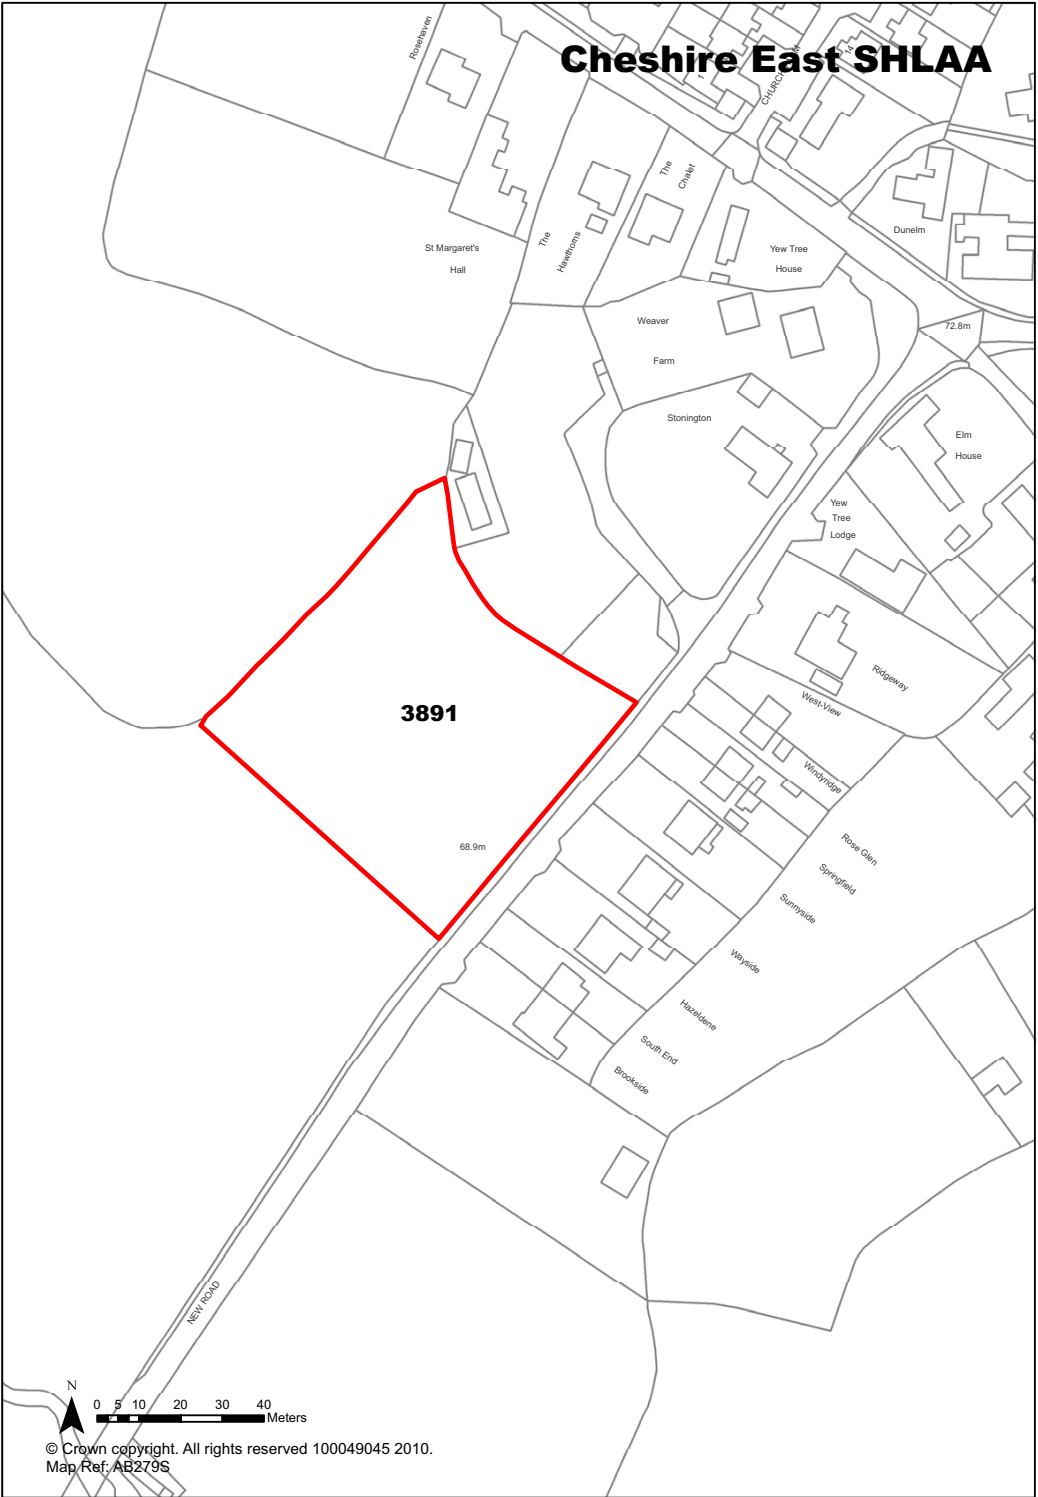 Cheshire East SHLAA
Rosehaven
14
1
The
Chalet
St Margaret's
Hall
The
Hawthorns
Dunelm
Yew Tree
House
Weaver
Farm
72.8m
Stonington
Elm
House
Yew
Tree
Lodge
Ridgeway
West-View
3891
Windyridge
68.9m
Rose Glen
Springfield
Sunnyside
Wayside
Hazeldene
South End
Brookside
NEW ROAD
N
0 5 10 20 30 40
Meters
© Crown copyright. All rights reserved 100049045 2010.
Map Ref: AB279S